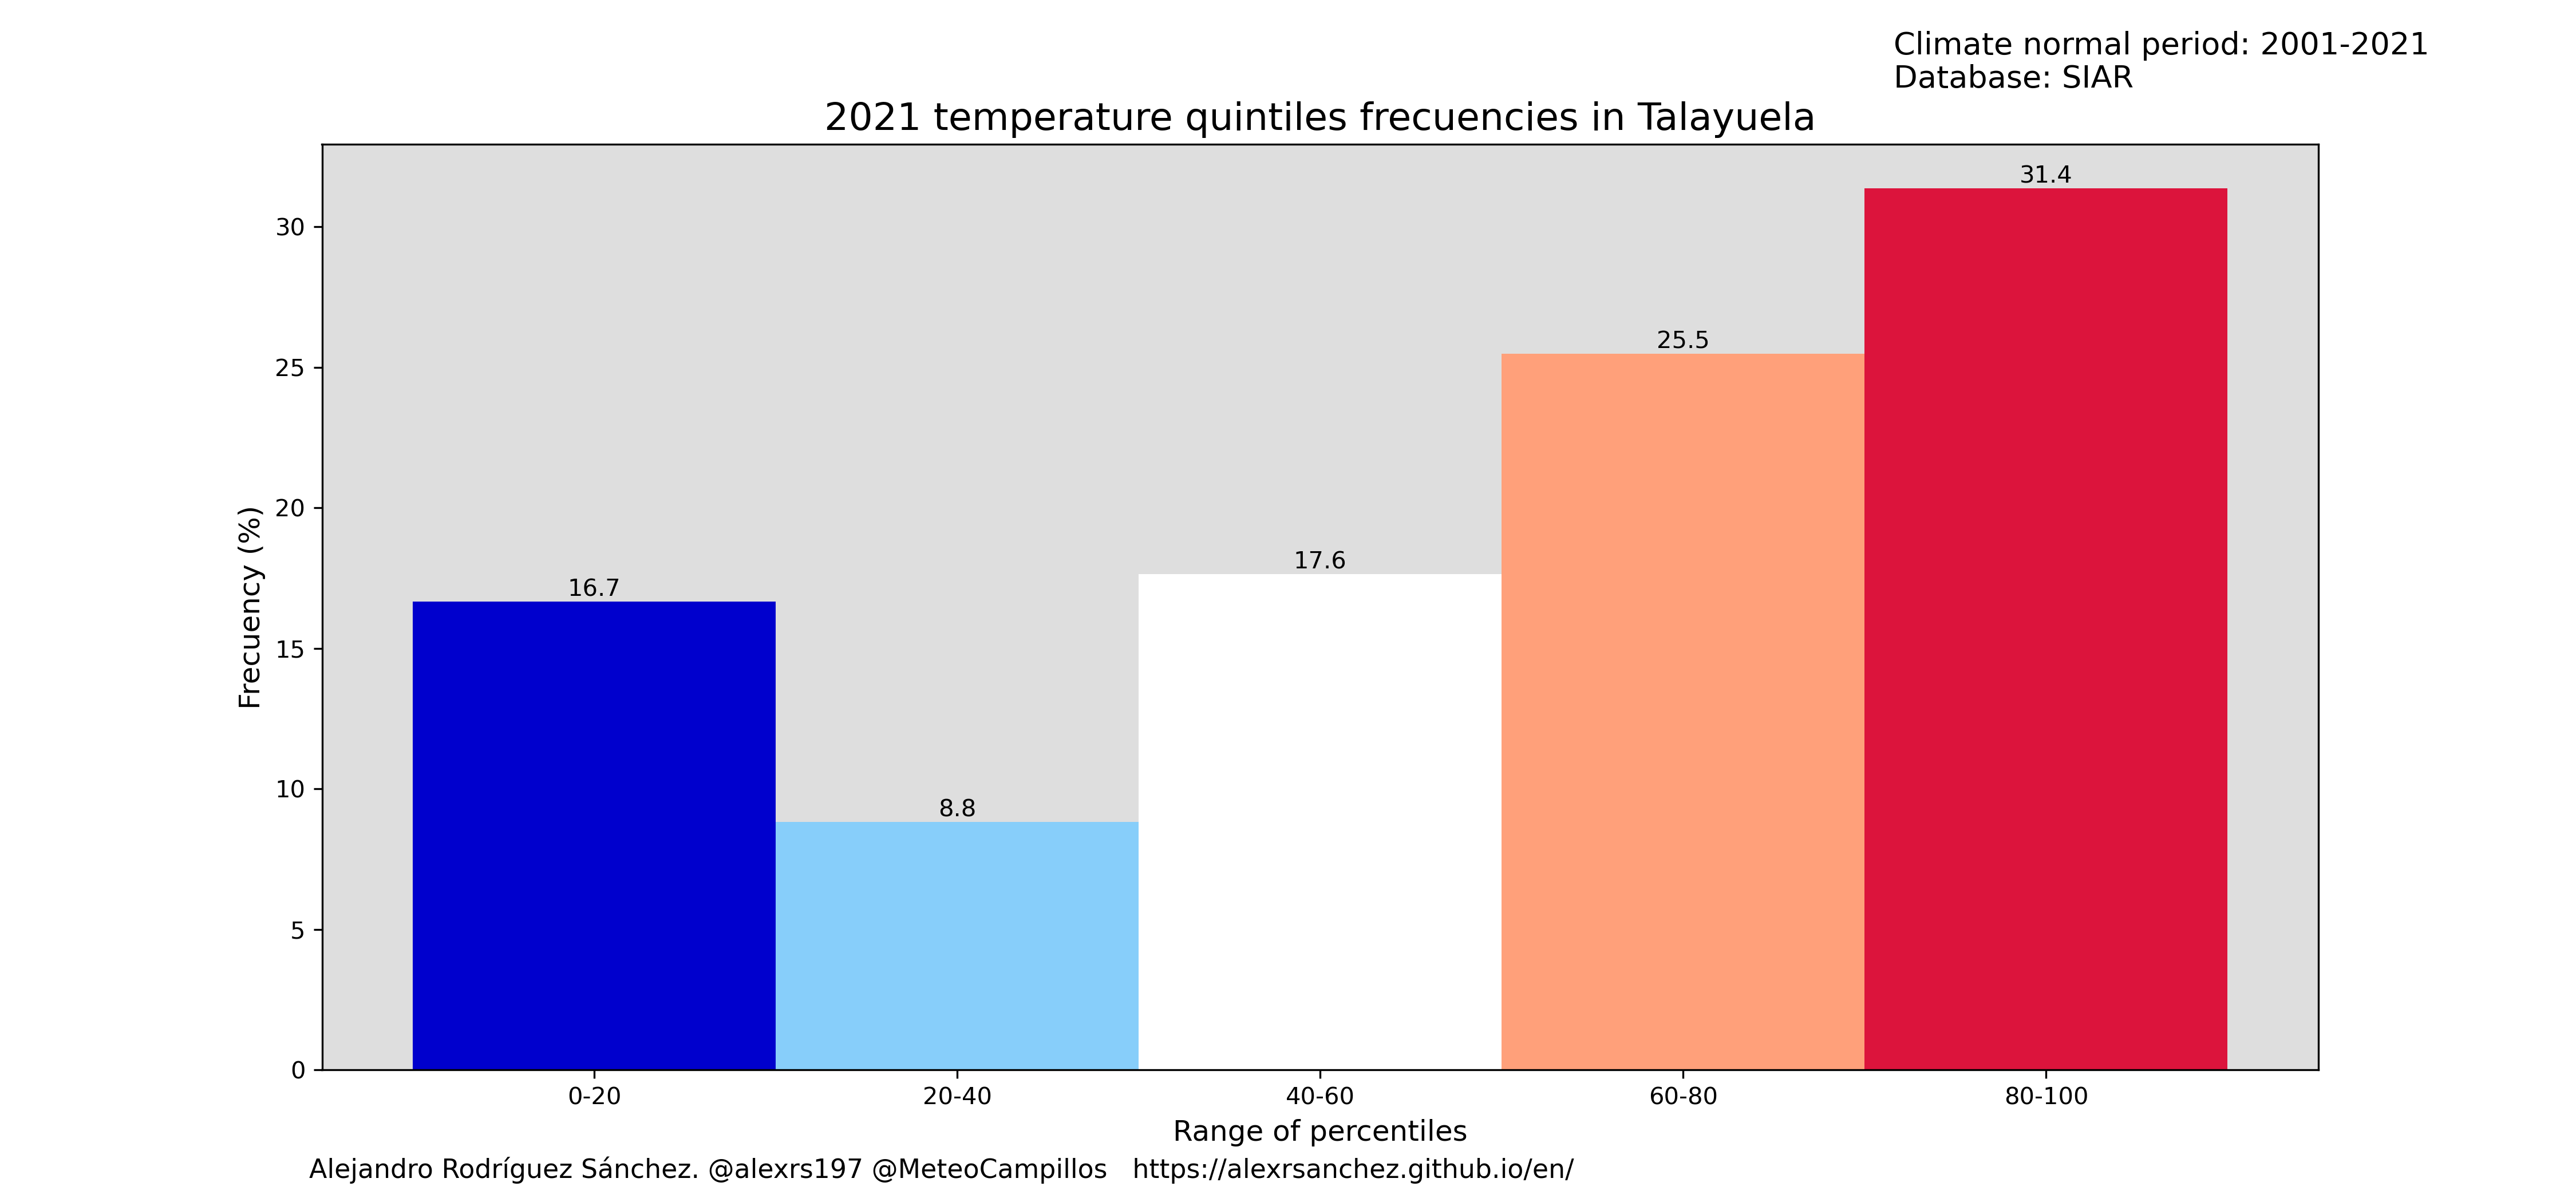 Climate normal period: 2001-2021
Database: SIAR
2021 temperature quintiles frecuencies in Talayuela
31.4
30
25.5
25
20
17.6
16.7
15
10
8.8
5
0
Frecuency (%)
0-20 20-40 40-60 60-80 80-100
Range of percentiles
Alejandro Rodríguez Sánchez. @alexrs197 @MeteoCampillos https://alexrsanchez.github.io/en/